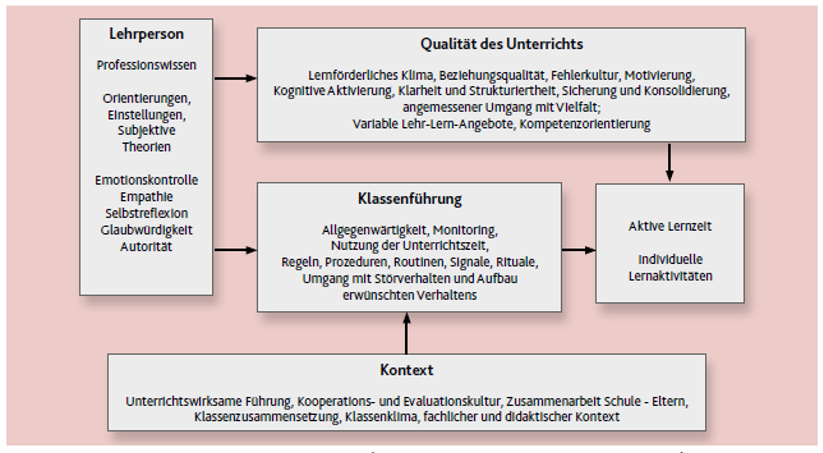 Lehrperson
Professionswissen
Orientierungen,
Einstellungen,
Subjektive
Theorien
Emotionskontrolle
Empathie
Selbstreflexion
Glaubwürdigkeit
Autorität
Qualität des Unterrichts
Lernförderliches Klima, Beziehungsqualität, Fehlerkultur, Motivierung,
Kognitive Aktivierung, Klarheit und Strukturiertheit, Sicherung und Konsolidierung,
angemessener Umgang mit Vielfalt;
Variable Lehr-Lern-Angebote, Kompetenzorientierung
Klassenführung
Allgegenwärtigkeit, Monitoring,
Nutzung der Unterrichtszeit,
Regeln, Prozeduren, Routinen, Signale, Rituale,
Umgang mit Störverhalten und Aufbau
erwünschten Verhaltens
Aktive Lernzeit
Individuelle
Lernaktivitäten
Kontext
Unterrichtswirksame Führung, Kooperations- und Evaluationskultur, Zusammenarbeit Schule - Eltern,
Klassenzusammensetzung, Klassenklima, fachlicher und didaktischer Kontext